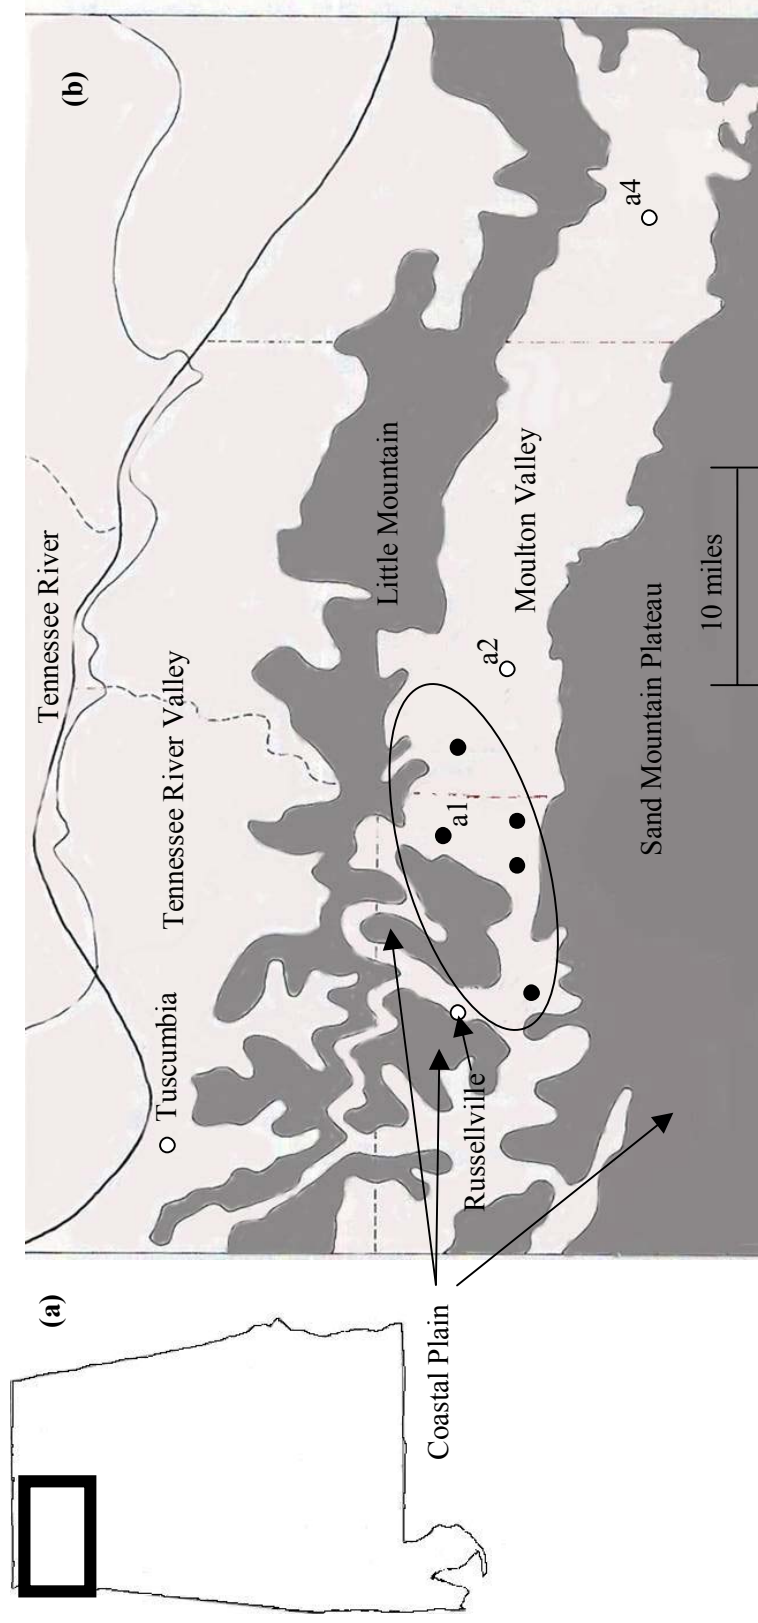 (a)
(b)
Tennessee River
Tuscumbia
Tennessee River Valley
Little Mountain
Coastal Plain
Russellville
a1
a2
Moulton Valley
a4
Sand Mountain Plateau
10 miles